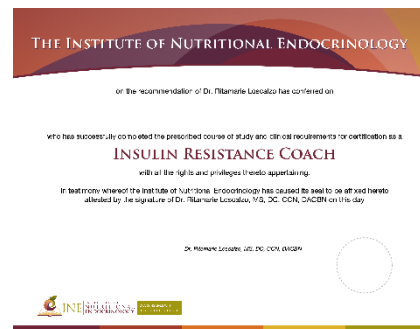 THE INSTITUTE OF NUTRITIONAL ENDOCRINOLOGY
on the recommendation of Dr. Ritamarie Loscalzo has conferred on
who has successfully completed the prescribed course of study and clinical requirements for certification as a
INSULIN RESISTANCE COACH
with all the rights and privileges thereto appertaining.
In testimony whereof the Institute of Nutritional Endocrinology has caused its seal to be affixed hereto
attested by the signature of Dr. Ritamarie Loscalzo, MS, DC, CCN, DACBN on this day
Dr. Ritamarie Loscalzo, MS, DC, CCN, DACBN
INE
NUTRITIONAL
ENDOCRINOLOGY